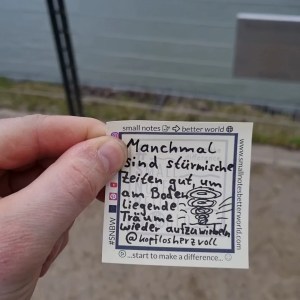 small notes better world
Manchmal
sind stürmische
zeiten gut, um
am Boden
liegende
Träume
wieder aufzuwirbeln
@kopflosherzvoll
...start to make a difference...
#SNBW
www.smallnotesbetterworld.com